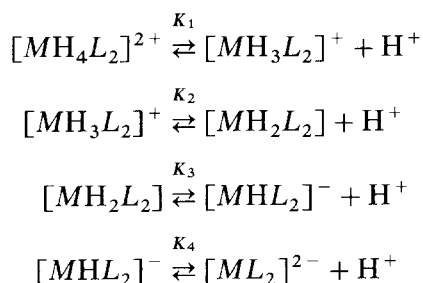 [MH₄L₂]²⁺ ⇄ K₁ [MH₃L₂]⁺ + H⁺
[MH₃L₂]⁺ ⇄ K₂ [MH₂L₂] + H⁺
[MH₂L₂] ⇄ K₃ [MHL₂]⁻ + H⁺
[MHL₂]⁻ ⇄ K₄ [ML₂]²⁻ + H⁺